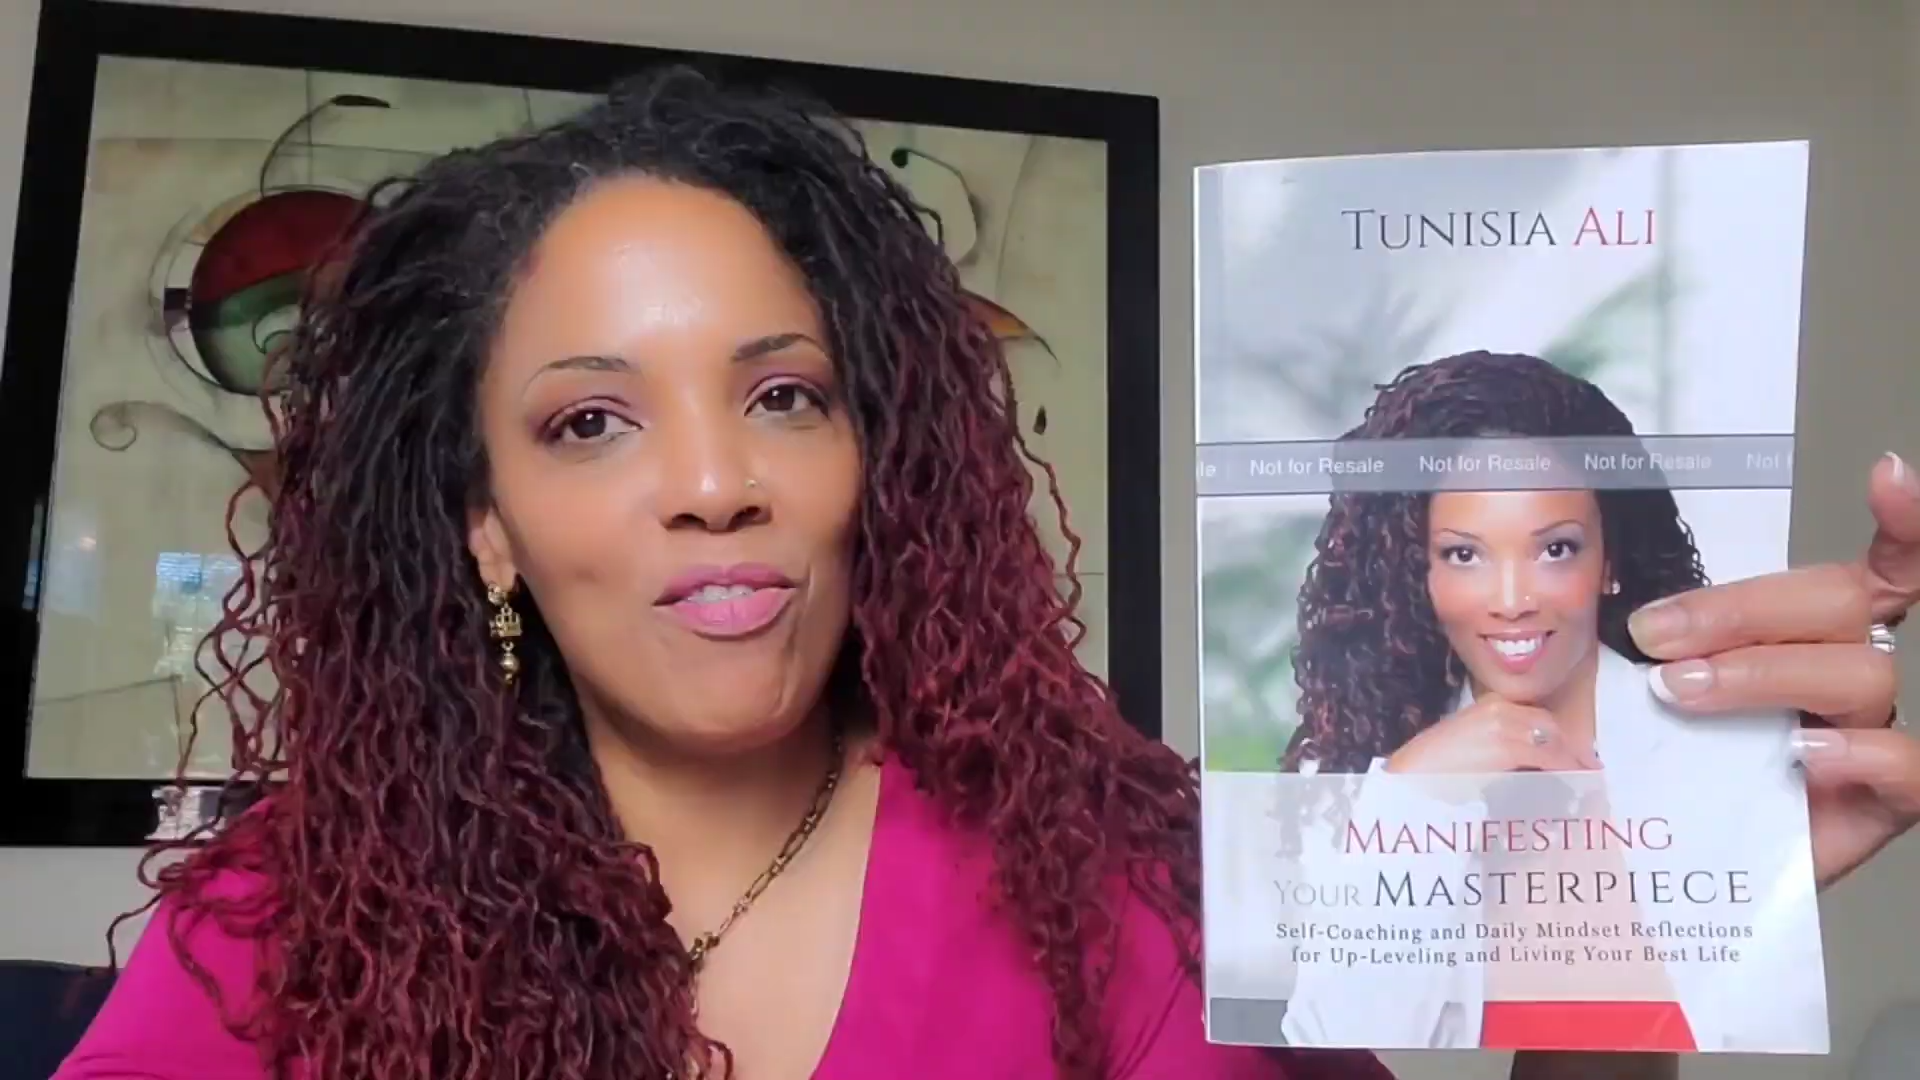 TUNISIA ALI
Not for Resale Not for Resale Not for Resale
MANIFESTING
YOUR MASTERPIECE
Self-Coaching and Daily Mindset Reflections
for Up-Leveling and Living Your Best Life